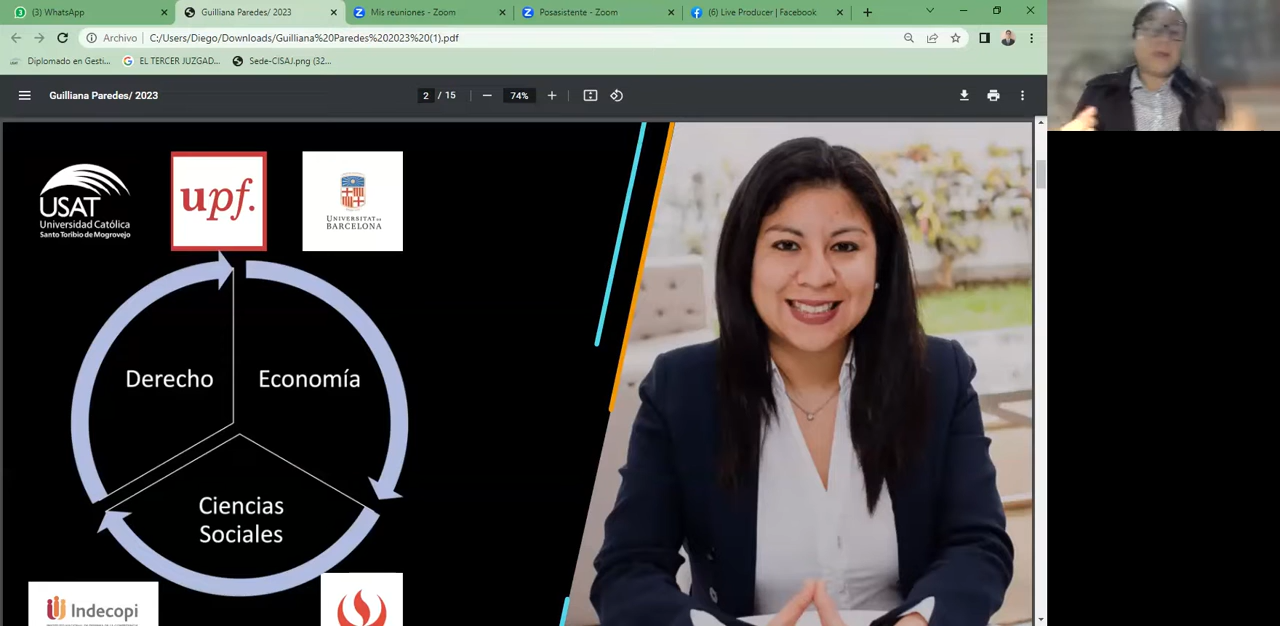 (3) WhatsApp
Guilliana Paredes/ 2023
Mis reuniones - Zoom
Posasistente - Zoom
(6) Live Producer | Facebook
Archivo
C:/Users/Diego/Downloads/Guilliana%20Paredes%202023%20(1).pdf
Diplomado en Gesti...
EL TERCER JUZGAD...
Sede-CISAJ.png (32...
Guilliana Paredes/ 2023
2 / 15
74%
USAT
Universidad Católica
Santo Toribio de Mogrovejo
upf.
UNIVERSITAT DE
BARCELONA
Derecho
Economía
Ciencias
Sociales
Indecopi